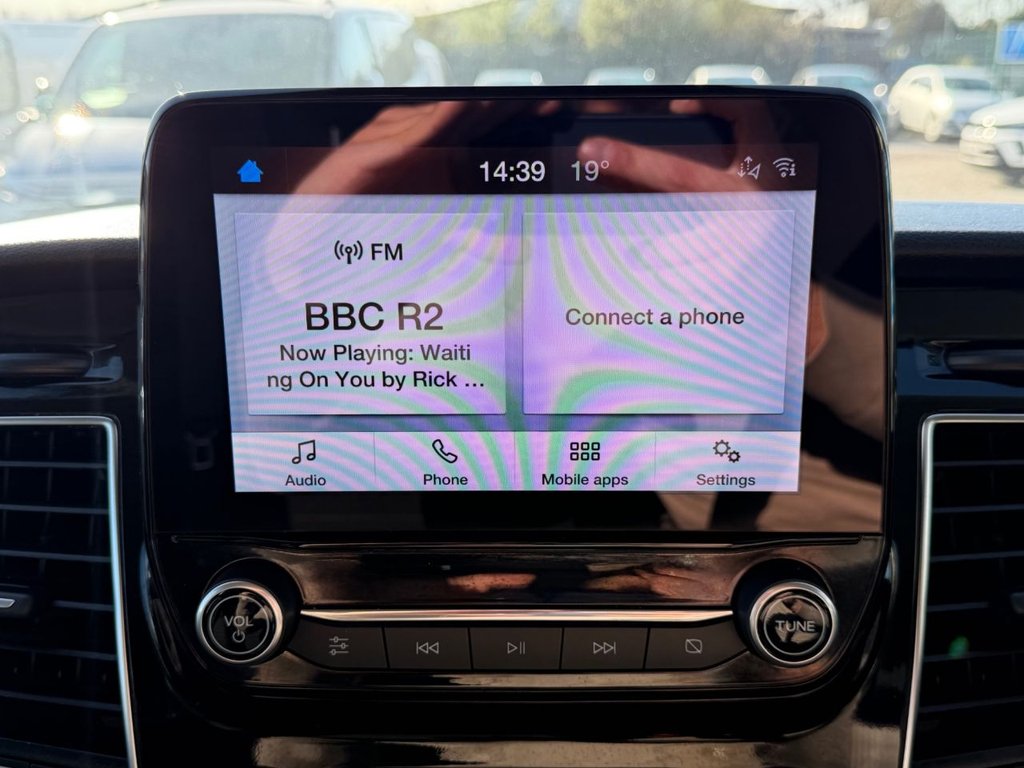 14:39 19°
FM
BBC R2
Now Playing: Waiti
ng On You by Rick ...
Connect a phone
Audio
Phone
Mobile apps
Settings
VOL
TUNE